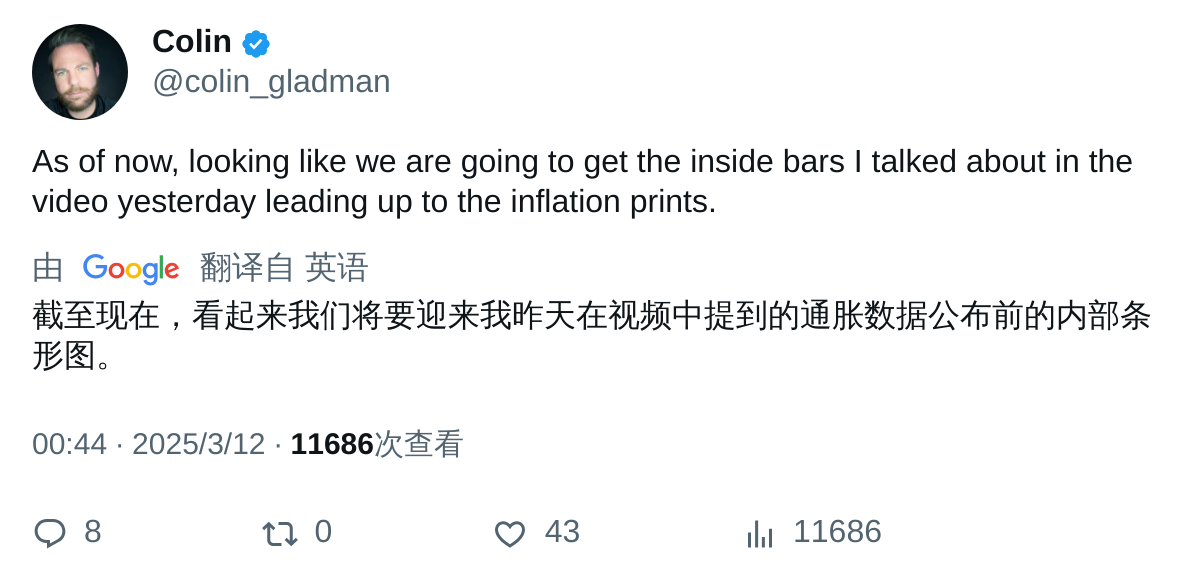 Colin
@colin_gladman
As of now, looking like we are going to get the inside bars I talked about in the
video yesterday leading up to the inflation prints.
由 Google 翻译自 英语
截至现在，看起来我们将要迎来我昨天在视频中提到的通胀数据公布前的内部条
形图。
00:44 · 2025/3/12 · 11686次查看
8 0 43 11686